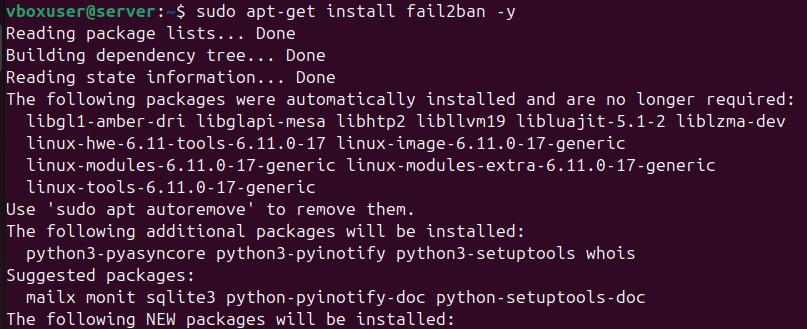 vboxuser@server:~$ sudo apt-get install fail2ban -y
Reading package lists... Done
Building dependency tree... Done
Reading state information... Done
The following packages were automatically installed and are no longer required:
  libgl1-amber-dri libglapi-mesa libhtp2 libllvm19 libluajit-5.1-2 liblzma-dev
  linux-hwe-6.11-tools-6.11.0-17 linux-image-6.11.0-17-generic
  linux-modules-6.11.0-17-generic linux-modules-extra-6.11.0-17-generic
  linux-tools-6.11.0-17-generic
Use 'sudo apt autoremove' to remove them.
The following additional packages will be installed:
  python3-pyasyncore python3-pyinotify python3-setuptools whois
Suggested packages:
  mailx monit sqlite3 python-pyinotify-doc python-setuptools-doc
The following NEW packages will be installed: